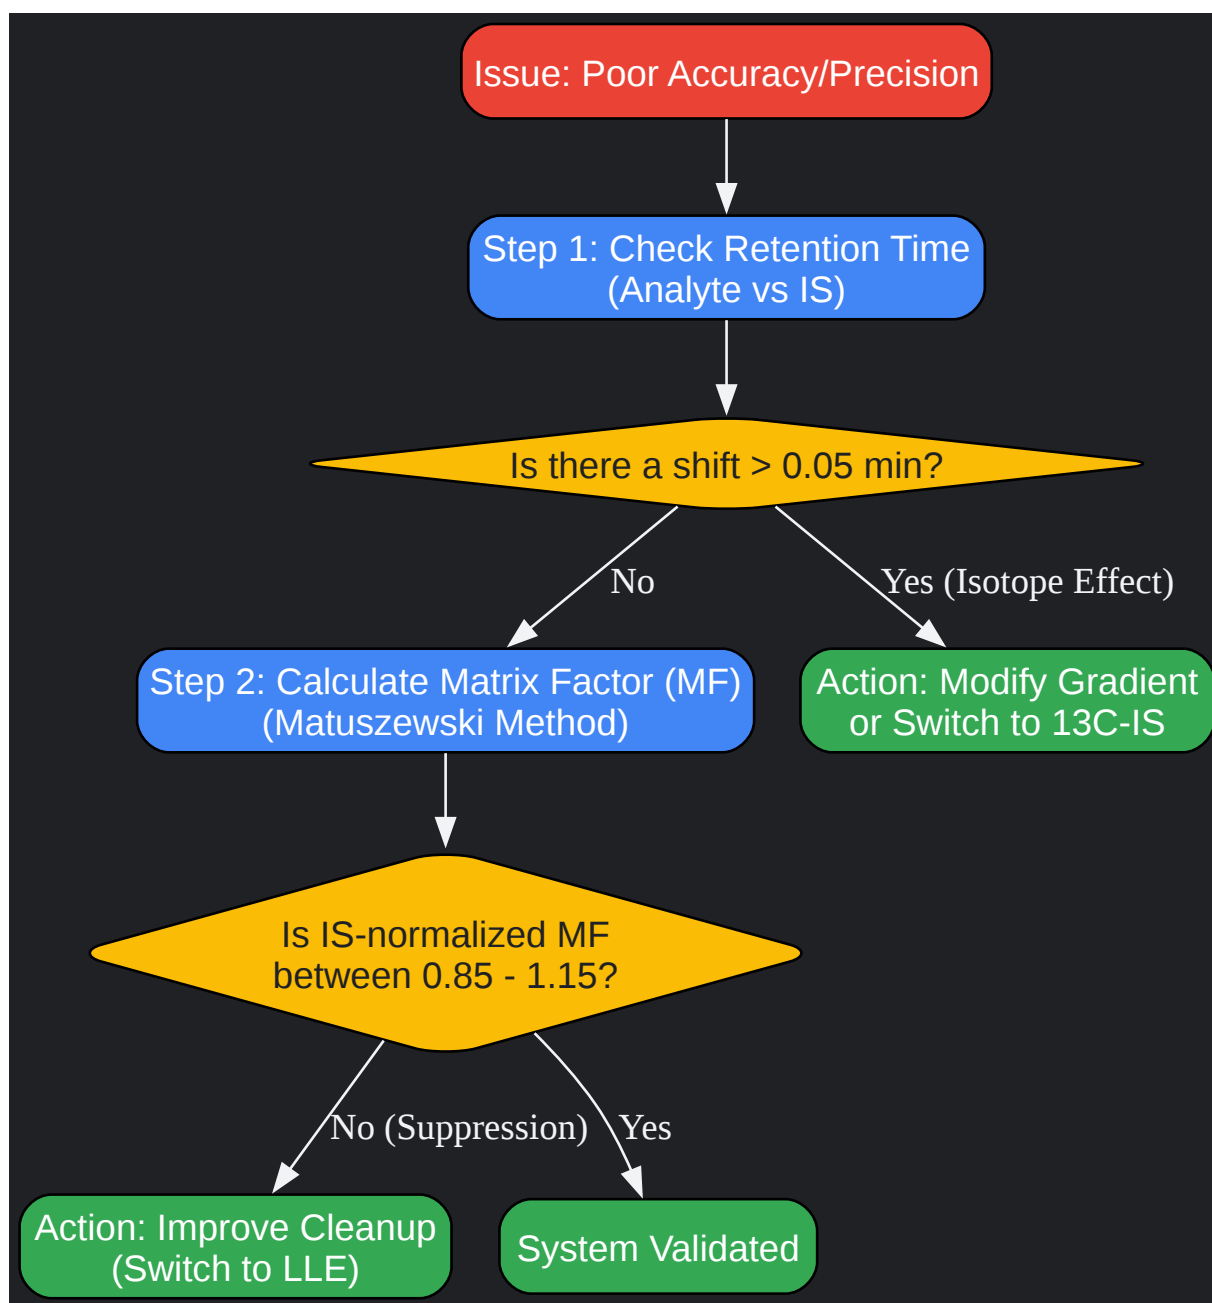 Issue: Poor Accuracy/Precision
Step 1: Check Retention Time
(Analyte vs IS)
Is there a shift > 0.05 min?
No
Yes (Isotope Effect)
Step 2: Calculate Matrix Factor (MF)
(Matuszewski Method)
Action: Modify Gradient
or Switch to 13C-IS
Is IS-normalized MF
between 0.85 - 1.15?
No (Suppression)
Yes
Action: Improve Cleanup
(Switch to LLE)
System Validated